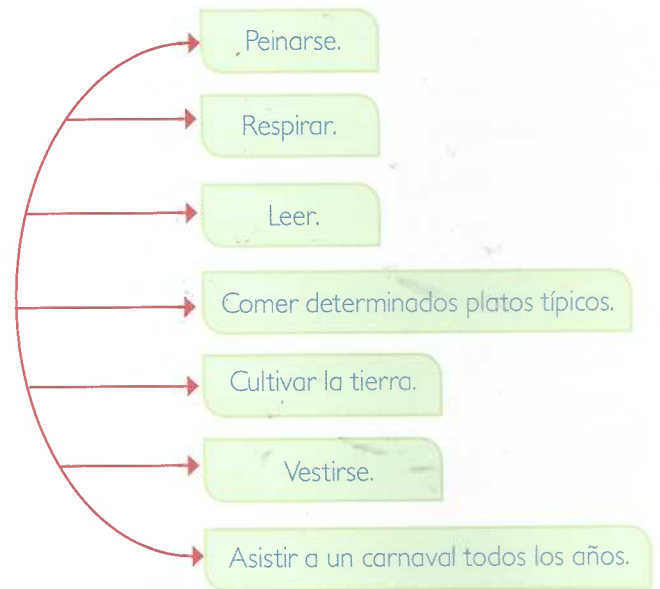 Peinarse.
Respirar.
Leer.
Comer determinados platos típicos.
Cultivar la tierra.
Vestirse.
Asistir a un carnaval todos los años.